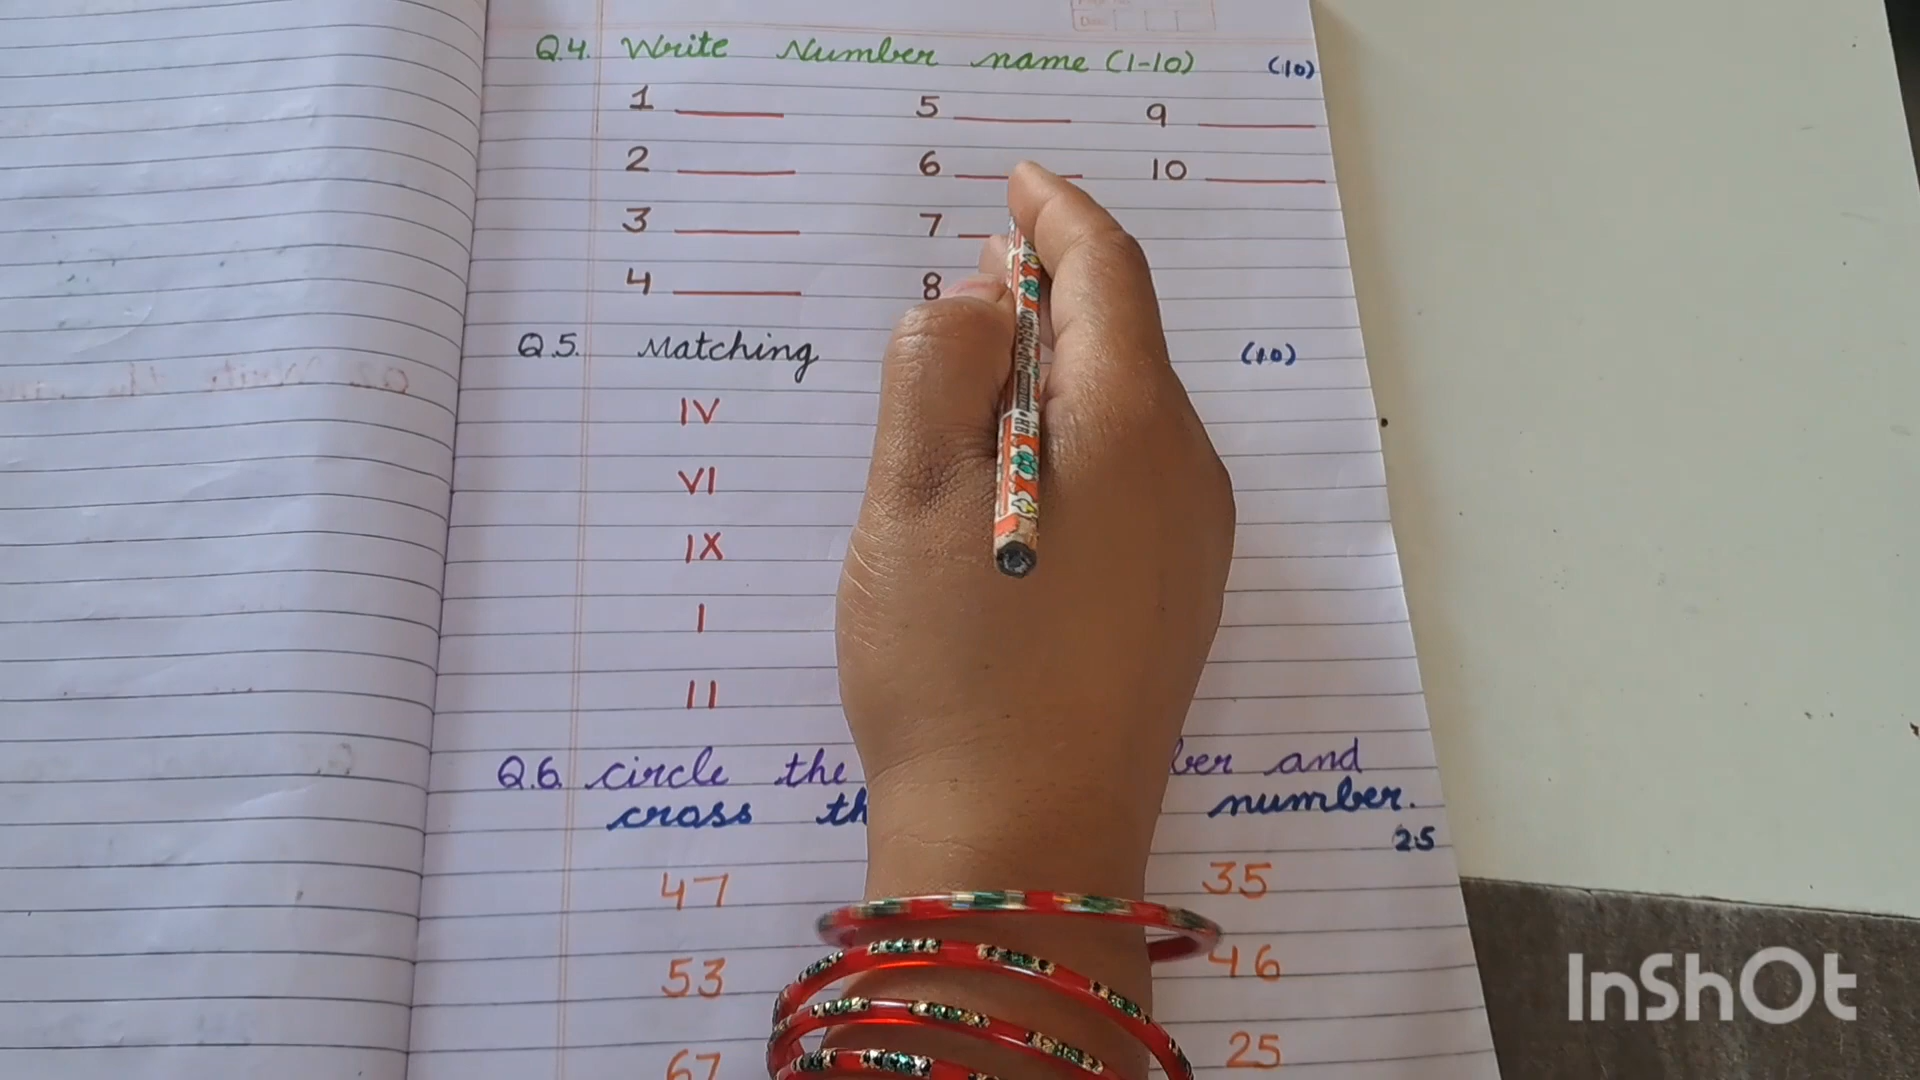 Q.4. Write Number name (1-10) (10)
1 ______ 5 ______ 9 ______
2 ______ 6 ______ 10 ______
3 ______ 7 __
4 ______ 8
Q.5. Matching (10)
IV
VI
IX
I
II
Q.6. circle the and
cross number.
25
47 35
53 46
67 25
InShOt